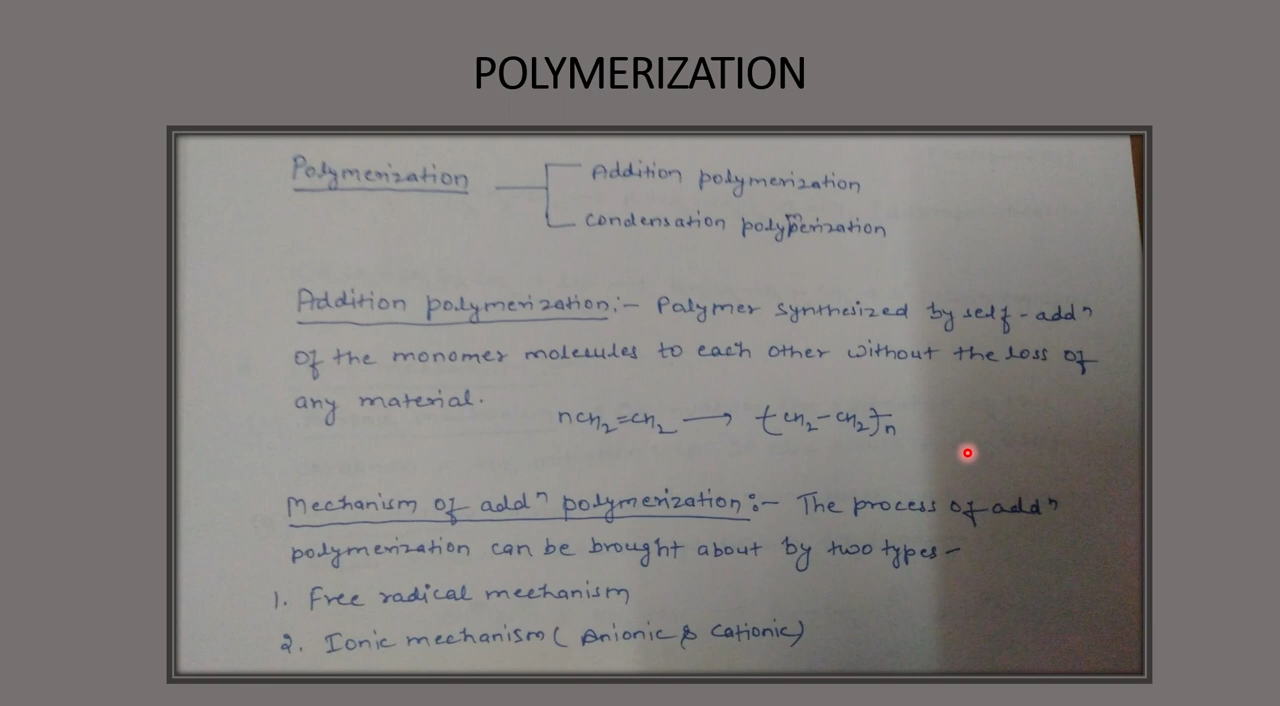 POLYMERIZATION
Polymerization
Addition polymerization
Condensation polymerization
Addition polymerization:- Polymer synthesized by self-addⁿ
of the monomer molecules to each other without the loss of
any material.
nCH₂=CH₂ ⟶ {CH₂-CH₂}ₙ
Mechanism of addⁿ polymerization:- The process of addⁿ
polymerization can be brought about by two types-
1. Free radical mechanism
2. Ionic mechanism (Anionic & Cationic)